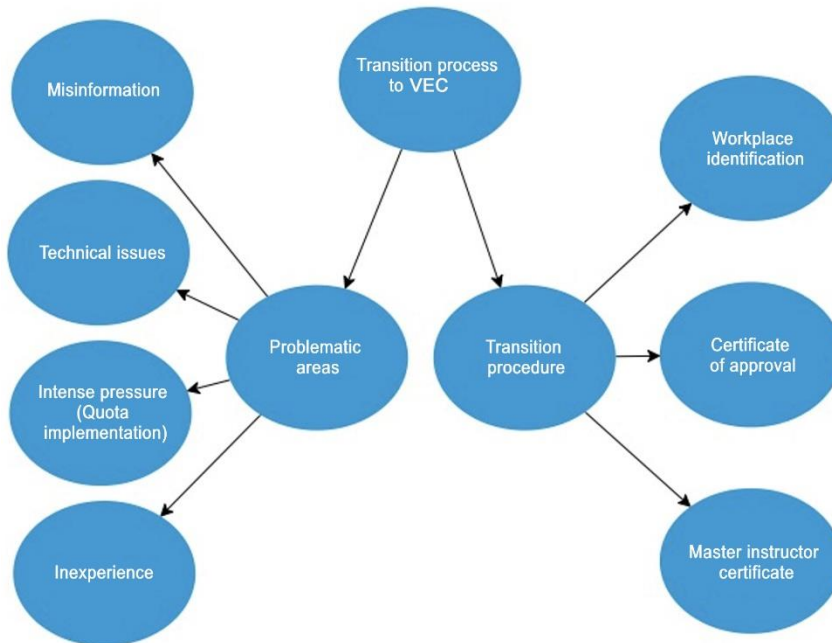 Misinformation
Transition process
to VEC
Workplace
identification
Technical issues
Problematic
areas
Transition
procedure
Certificate
of approval
Intense pressure
(Quota
implementation)
Inexperience
Master instructor
certificate